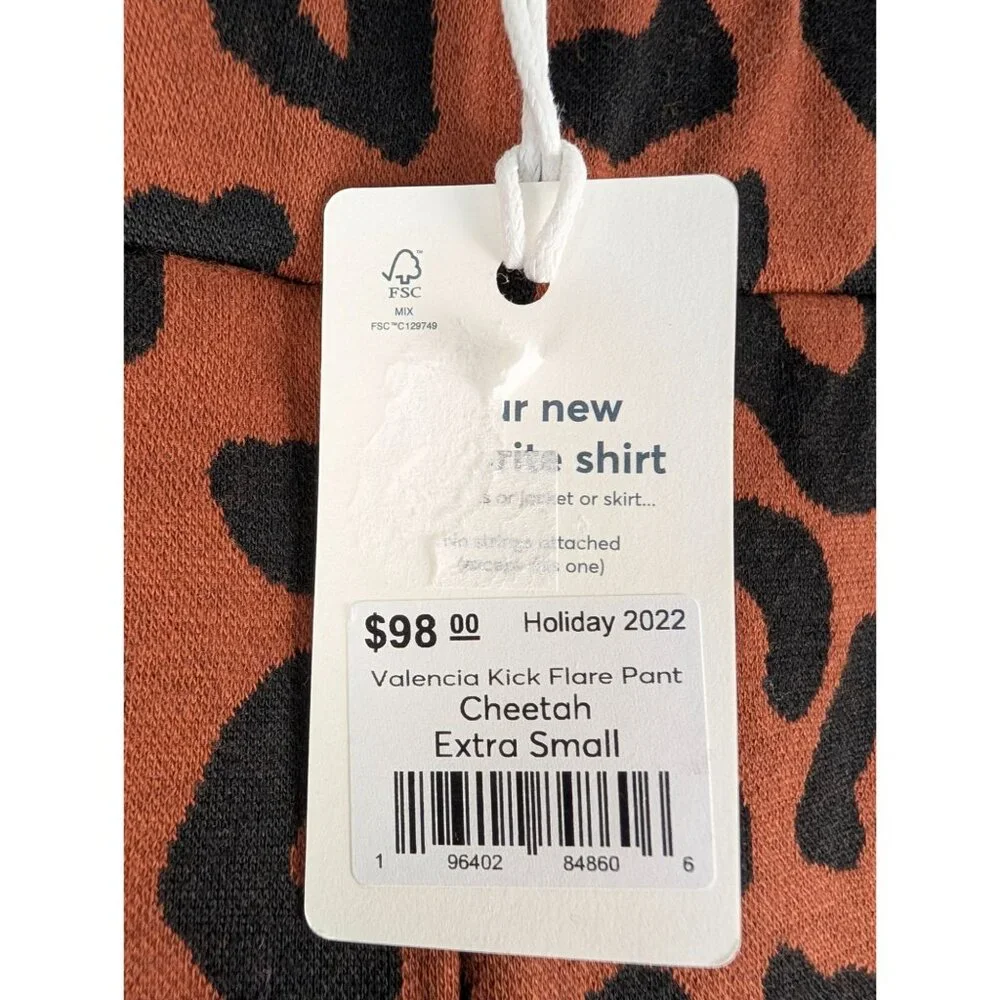 FSC
MIX
FSC™C129749
ur new
rite shirt
s or jacket or skirt...
No strings attached
(except this one)
$98 00 Holiday 2022
Valencia Kick Flare Pant
Cheetah
Extra Small
1 96402 84860 6